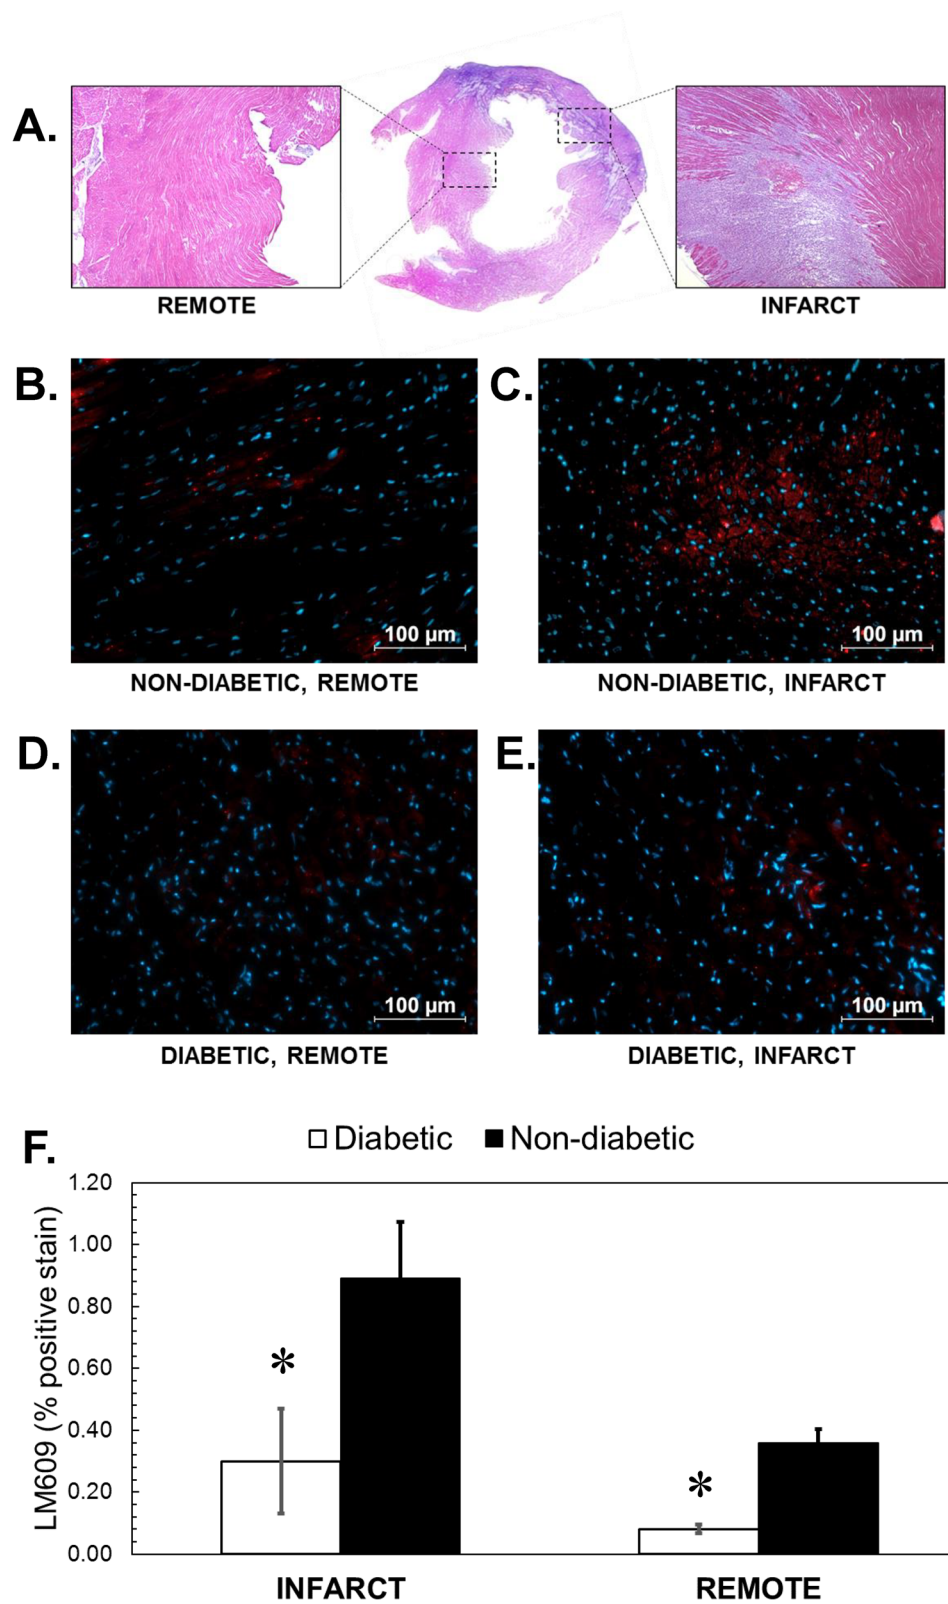 A.
REMOTE
INFARCT
B.
C.
100 µm
100 µm
NON-DIABETIC, REMOTE
NON-DIABETIC, INFARCT
D.
E.
100 µm
100 µm
DIABETIC, REMOTE
DIABETIC, INFARCT
F.
Diabetic
Non-diabetic
LM609 (% positive stain)
1.20
1.00
0.80
0.60
0.40
0.20
0.00
*
*
INFARCT
REMOTE